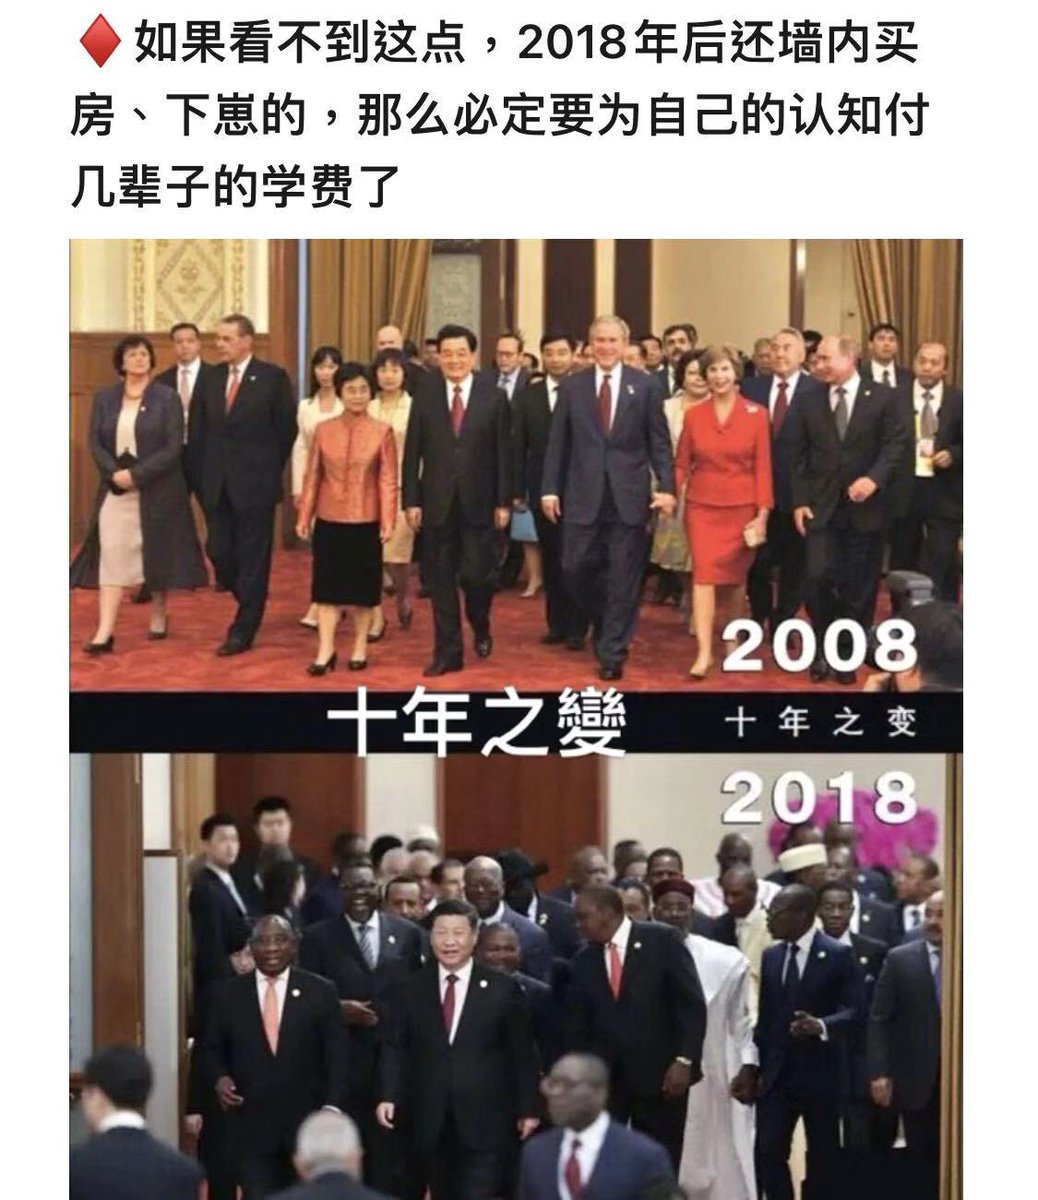 ♦️如果看不到这点，2018年后还墙内买
房、下崽的，那么必定要为自己的认知付
几辈子的学费了
2008
十年之變
十年之变
2018